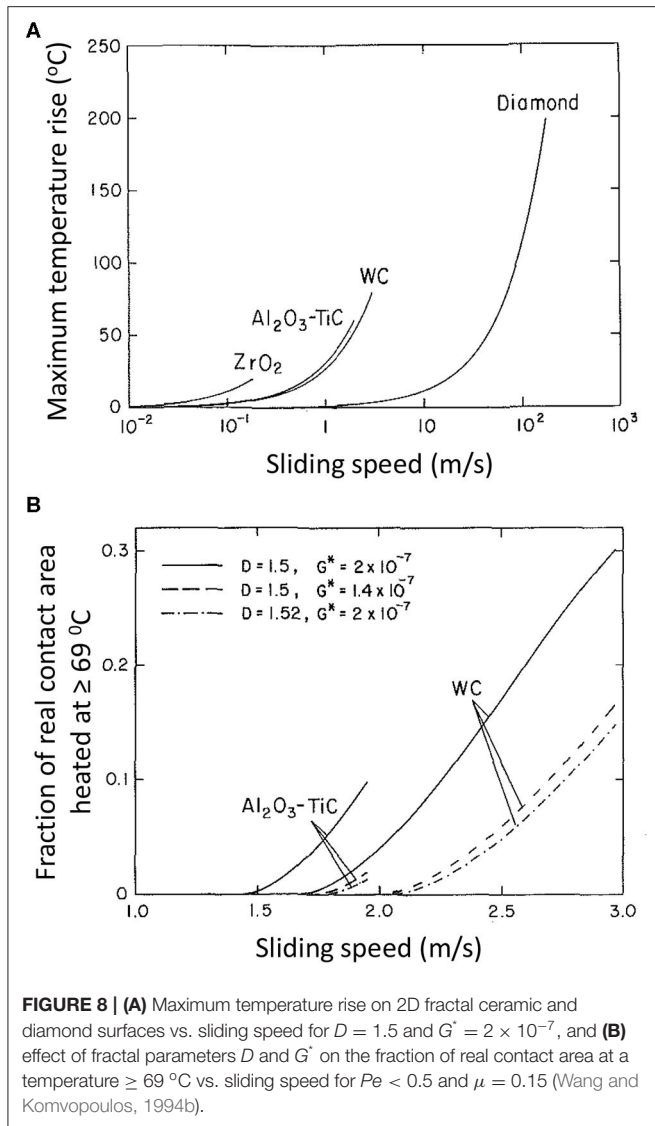 A
Maximum temperature rise (°C)
250
200
150
100
50
0
Diamond
WC
Al₂O₃-TiC
ZrO₂
10⁻² 10⁻¹ 1 10 10² 10³
Sliding speed (m/s)
B
Fraction of real contact area
heated at ≥ 69 ⁰C
0.3
0.2
0.1
0
D = 1.5, G* = 2 x 10⁻⁷
D = 1.5, G* = 1.4 x 10⁻⁷
D = 1.52, G* = 2 x 10⁻⁷
WC
Al₂O₃-TiC
1.0 1.5 2.0 2.5 3.0
Sliding speed (m/s)
FIGURE 8 | (A) Maximum temperature rise on 2D fractal ceramic and
diamond surfaces vs. sliding speed for D = 1.5 and G* = 2 × 10⁻⁷, and (B)
effect of fractal parameters D and G* on the fraction of real contact area at a
temperature ≥ 69 °C vs. sliding speed for Pe < 0.5 and μ = 0.15 (Wang and
Komvopoulos, 1994b).